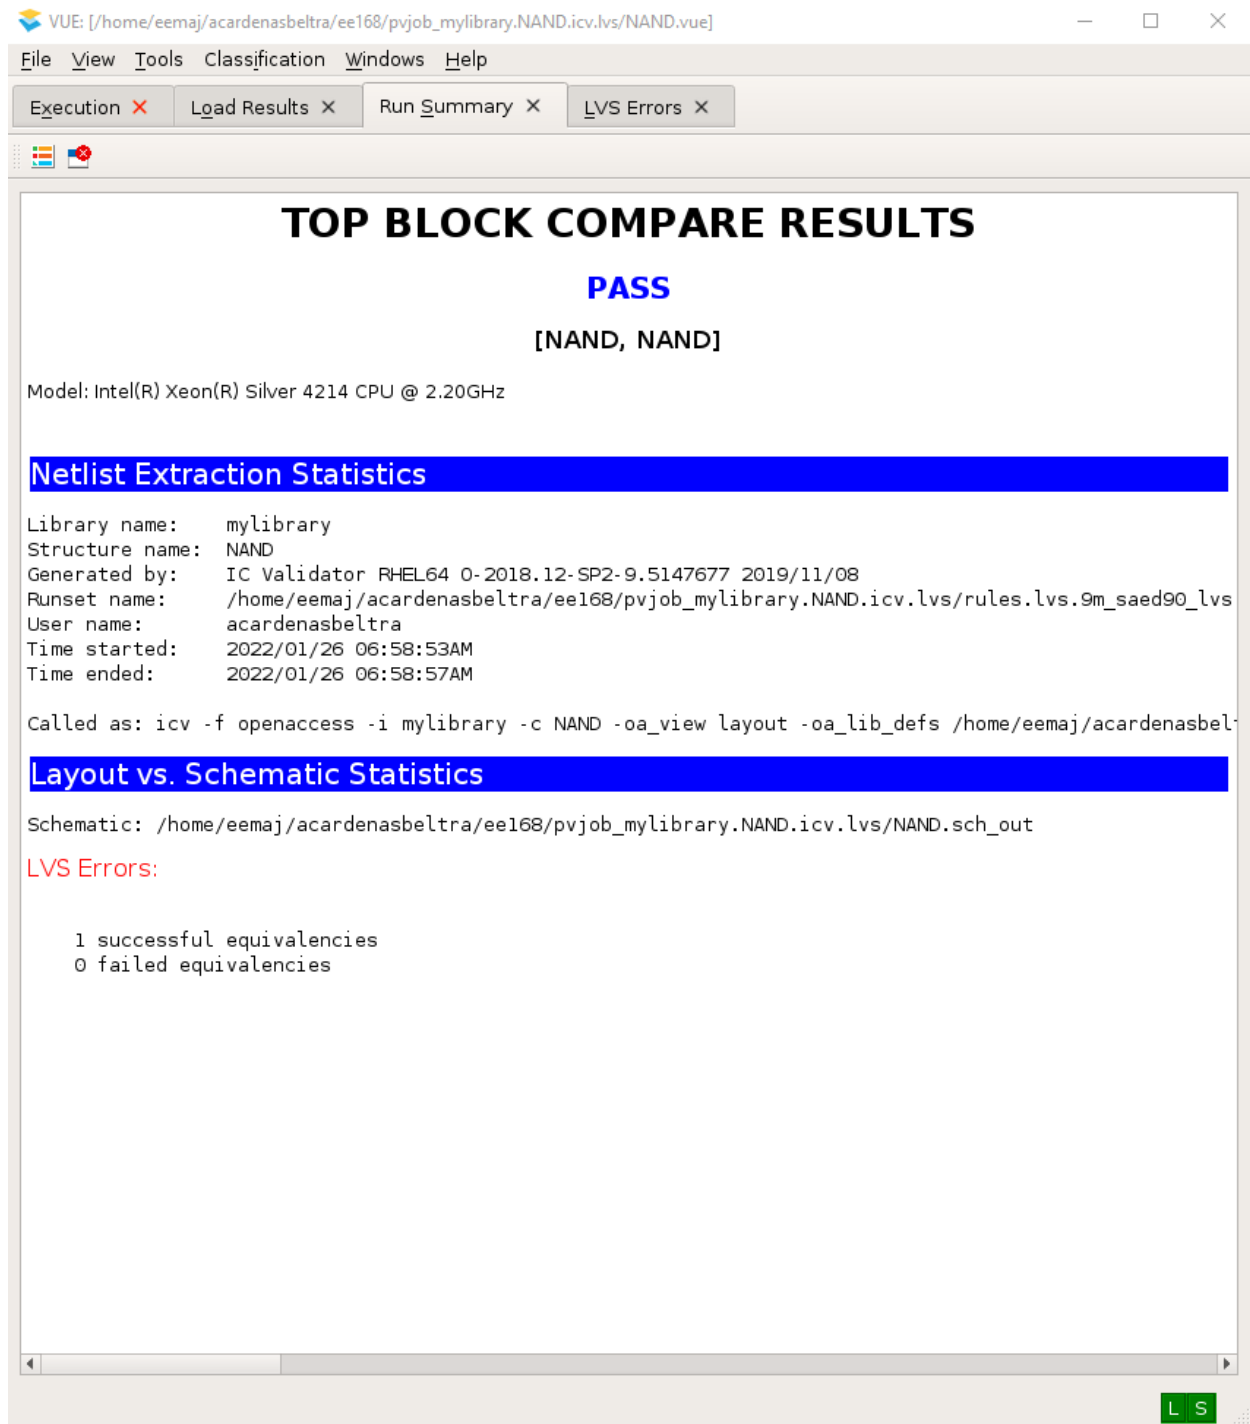 VUE: [/home/eemaj/acardenasbeltra/ee168/pvjob_mylibrary.NAND.icv.lvs/NAND.vue]
File View Tools Classification Windows Help
Execution Load Results Run Summary LVS Errors
TOP BLOCK COMPARE RESULTS
PASS
[NAND, NAND]
Model: Intel(R) Xeon(R) Silver 4214 CPU @ 2.20GHz
Netlist Extraction Statistics
Library name: mylibrary
Structure name: NAND
Generated by: IC Validator RHEL64 O-2018.12-SP2-9.5147677 2019/11/08
Runset name: /home/eemaj/acardenasbeltra/ee168/pvjob_mylibrary.NAND.icv.lvs/rules.lvs.9m_saed90_lvs
User name: acardenasbeltra
Time started: 2022/01/26 06:58:53AM
Time ended: 2022/01/26 06:58:57AM
Called as: icv -f openaccess -i mylibrary -c NAND -oa_view layout -oa_lib_defs /home/eemaj/acardenasbel
Layout vs. Schematic Statistics
Schematic: /home/eemaj/acardenasbeltra/ee168/pvjob_mylibrary.NAND.icv.lvs/NAND.sch_out
LVS Errors:
1 successful equivalencies
0 failed equivalencies
L S